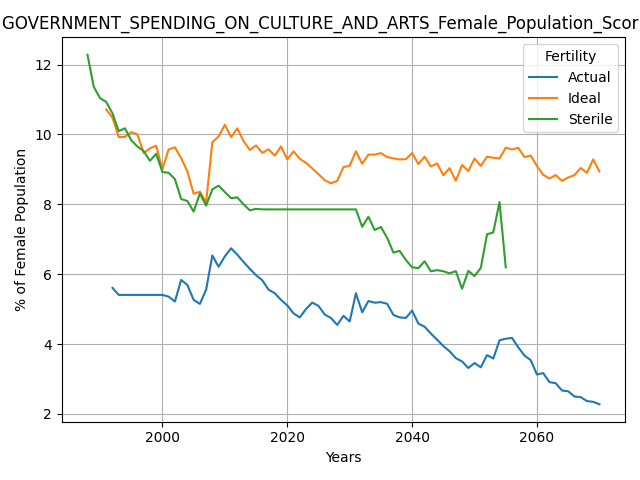 GOVERNMENT_SPENDING_ON_CULTURE_AND_ARTS_Female_Population_Scor
Fertility
Actual
Ideal
Sterile
12
10
8
6
4
2
% of Female Population
2000
2020
2040
2060
Years